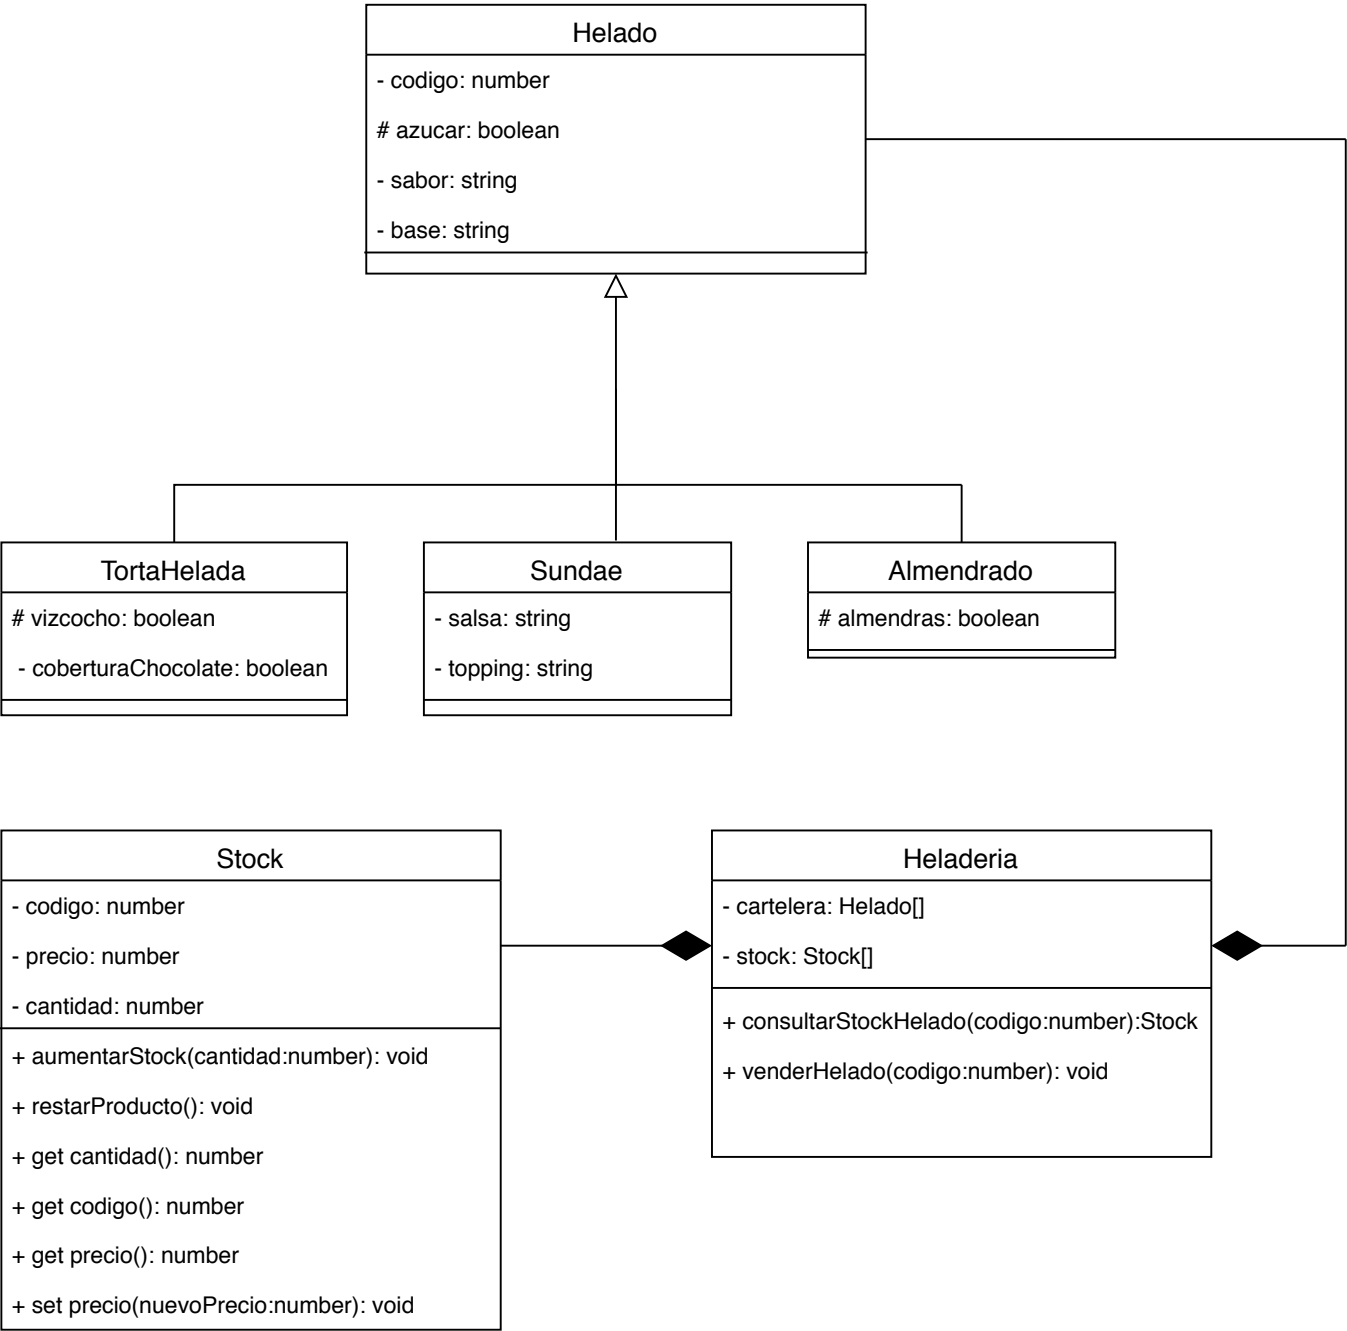 Helado
- codigo: number
# azucar: boolean
- sabor: string
- base: string
TortaHelada
# vizcocho: boolean
- coberturaChocolate: boolean
Sundae
- salsa: string
- topping: string
Almendrado
# almendras: boolean
Stock
- codigo: number
- precio: number
- cantidad: number
+ aumentarStock(cantidad:number): void
+ restarProducto(): void
+ get cantidad(): number
+ get codigo(): number
+ get precio(): number
+ set precio(nuevoPrecio:number): void
Heladeria
- cartelera: Helado[]
- stock: Stock[]
+ consultarStockHelado(codigo:number):Stock
+ venderHelado(codigo:number): void